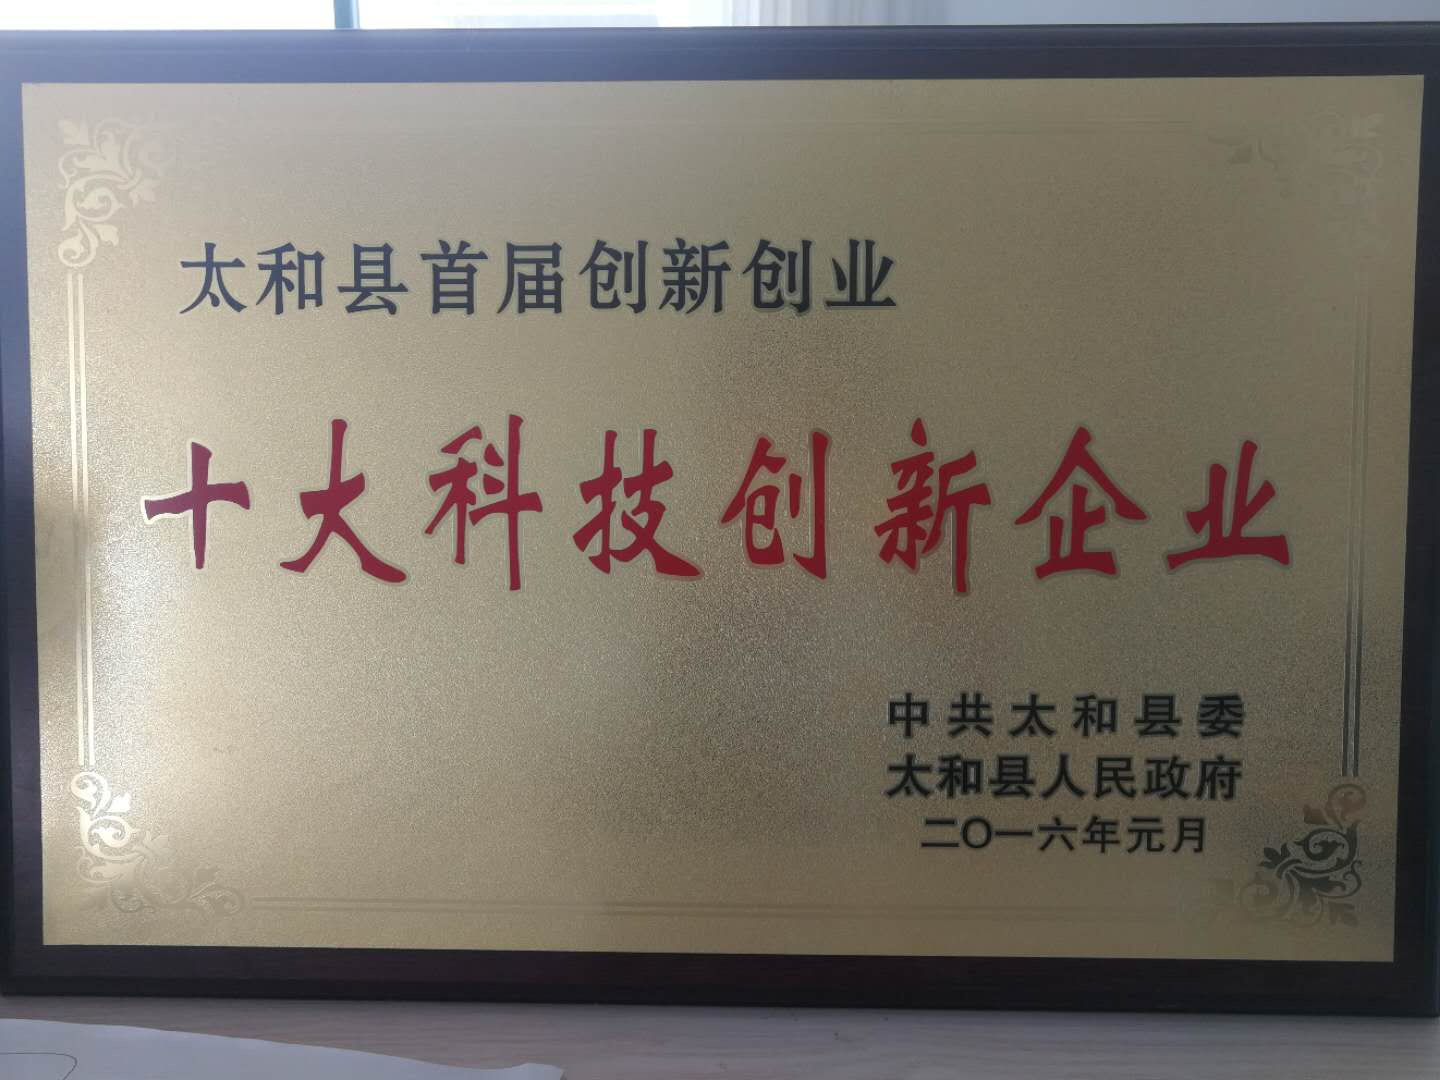 太和县首届创新创业
十大科技创新企业
中共太和县委
太和县人民政府
二〇一六年元月